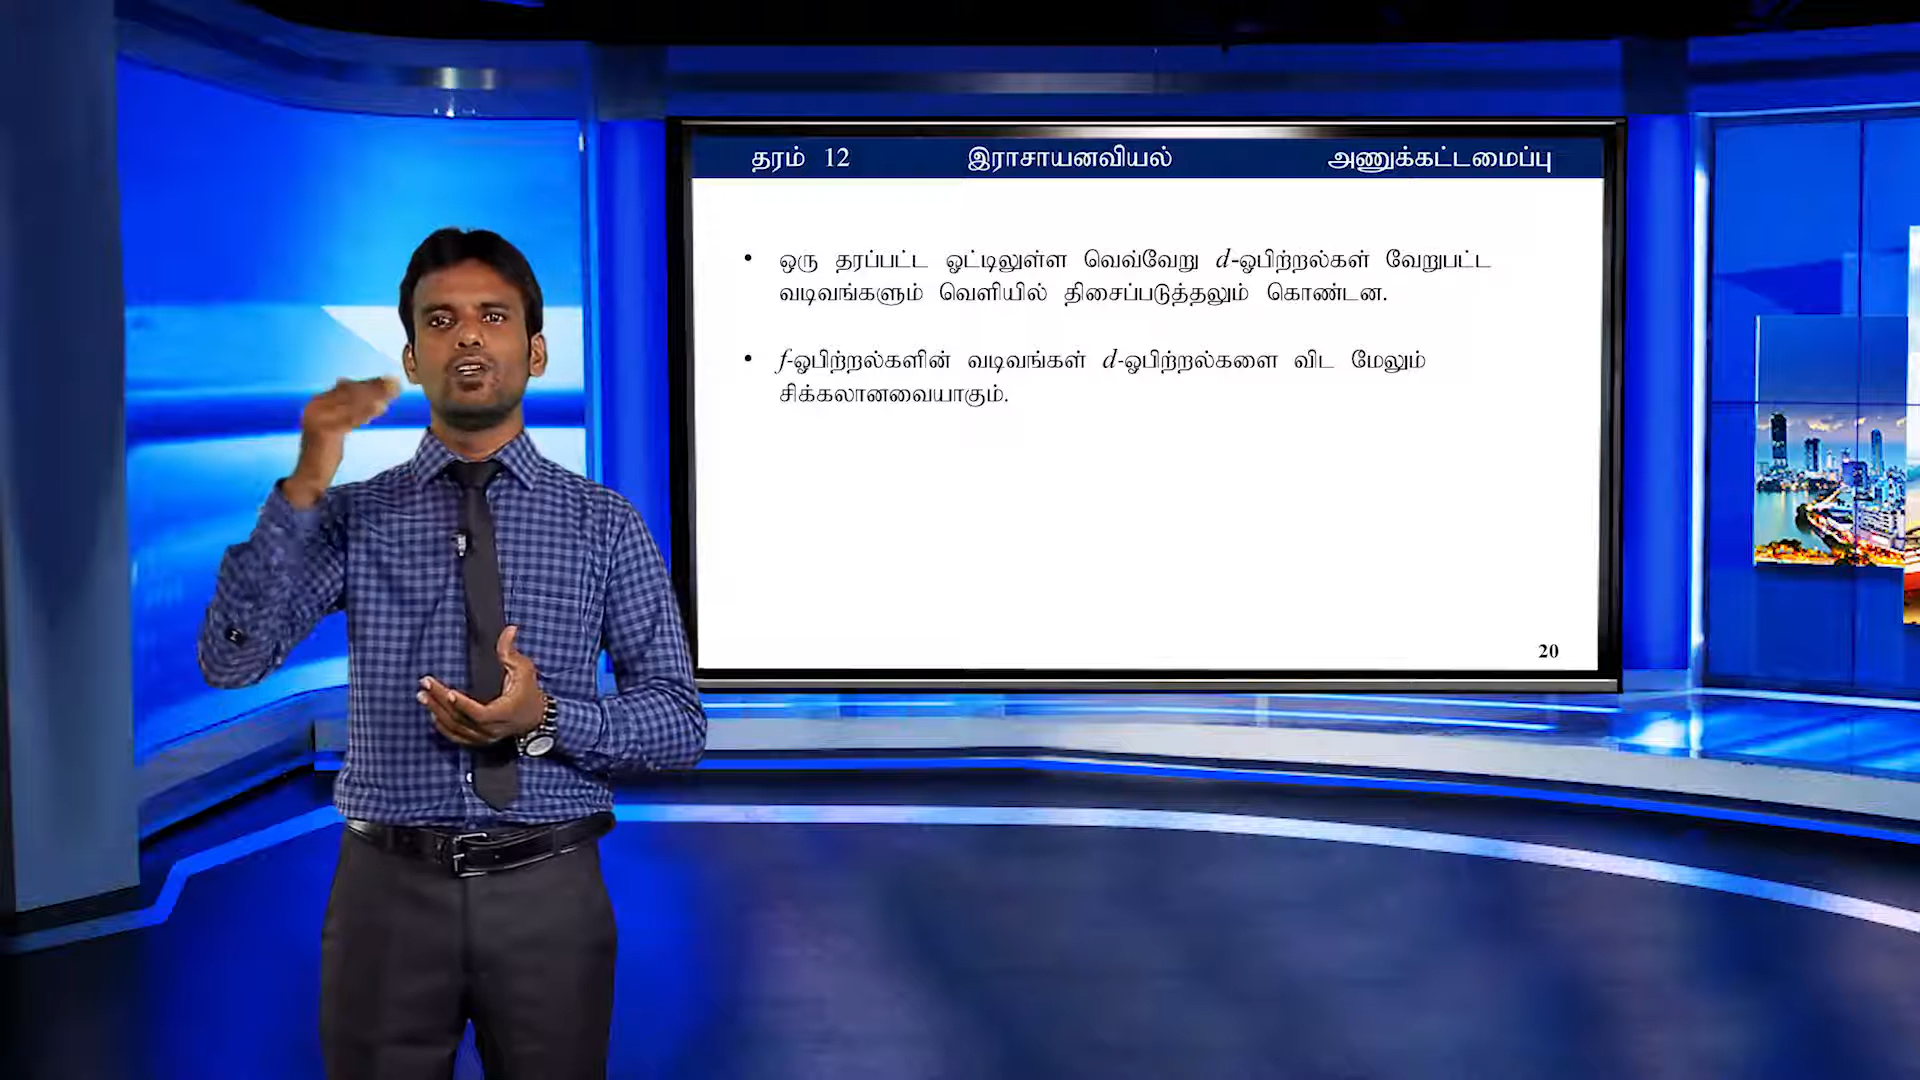 தரம் 12 இராசாயனவியல் அணுக்கட்டமைப்பு
• ஒரு தரப்பட்ட ஓட்டிலுள்ள வெவ்வேறு d-ஓபிற்றல்கள் வேறுபட்ட
வடிவங்களும் வெளியில் திசைப்படுத்தலும் கொண்டன.
• f-ஓபிற்றல்களின் வடிவங்கள் d-ஓபிற்றல்களை விட மேலும்
சிக்கலானவையாகும்.
20